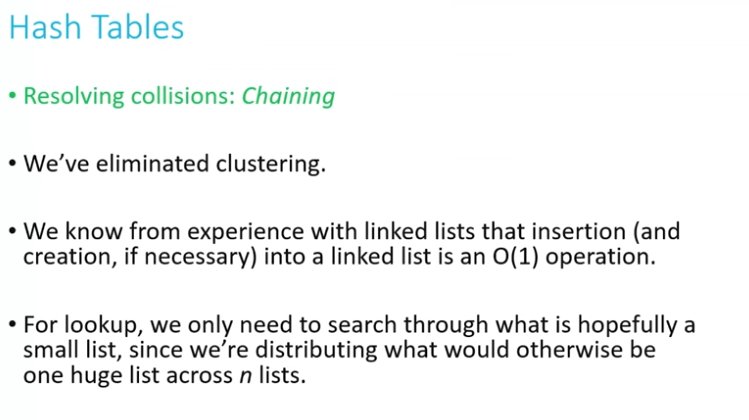 Hash Tables
• Resolving collisions: Chaining
• We’ve eliminated clustering.
• We know from experience with linked lists that insertion (and
creation, if necessary) into a linked list is an O(1) operation.
• For lookup, we only need to search through what is hopefully a
small list, since we’re distributing what would otherwise be
one huge list across n lists.